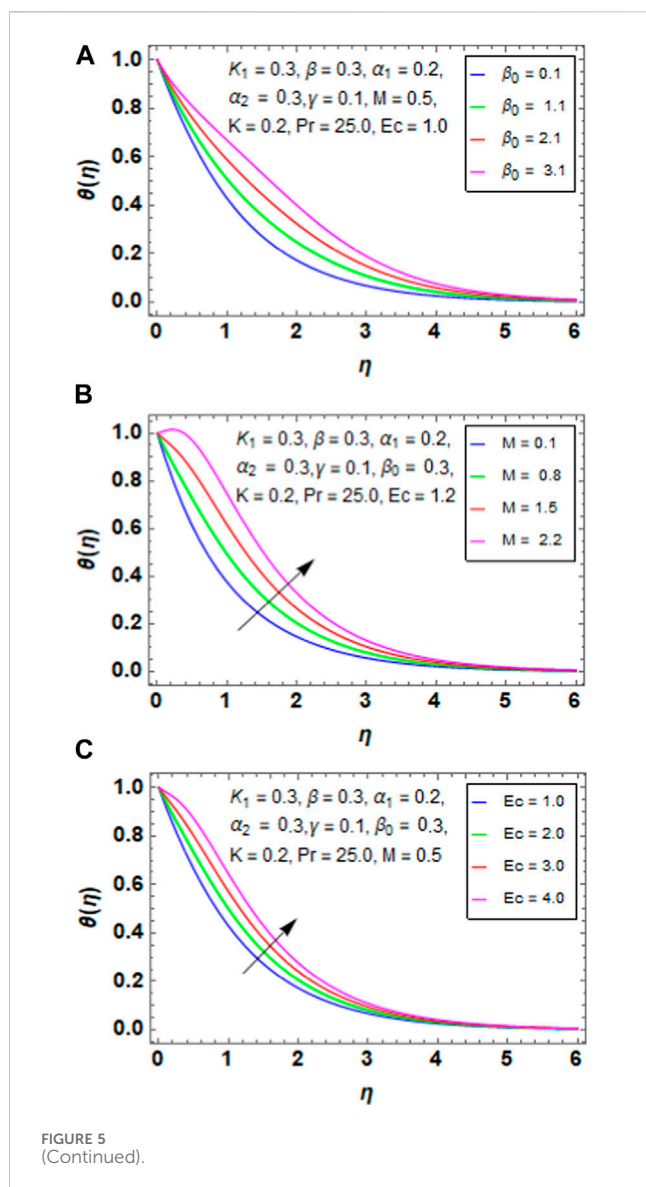 A
K₁ = 0.3, β = 0.3, α₁ = 0.2,
α₂ = 0.3,γ = 0.1, M = 0.5,
K = 0.2, Pr = 25.0, Ec = 1.0
β₀ = 0.1
β₀ = 1.1
β₀ = 2.1
β₀ = 3.1
1.0
0.8
0.6
0.4
0.2
0.0
θ(η)
0 1 2 3 4 5 6
η
B
K₁ = 0.3, β = 0.3, α₁ = 0.2,
α₂ = 0.3,γ = 0.1, β₀ = 0.3,
K = 0.2, Pr = 25.0, Ec = 1.2
M = 0.1
M = 0.8
M = 1.5
M = 2.2
1.0
0.8
0.6
0.4
0.2
0.0
θ(η)
0 1 2 3 4 5 6
η
C
K₁ = 0.3, β = 0.3, α₁ = 0.2,
α₂ = 0.3,γ = 0.1, β₀ = 0.3,
K = 0.2, Pr = 25.0, M = 0.5
Ec = 1.0
Ec = 2.0
Ec = 3.0
Ec = 4.0
1.0
0.8
0.6
0.4
0.2
0.0
θ(η)
0 1 2 3 4 5 6
η
FIGURE 5
(Continued).